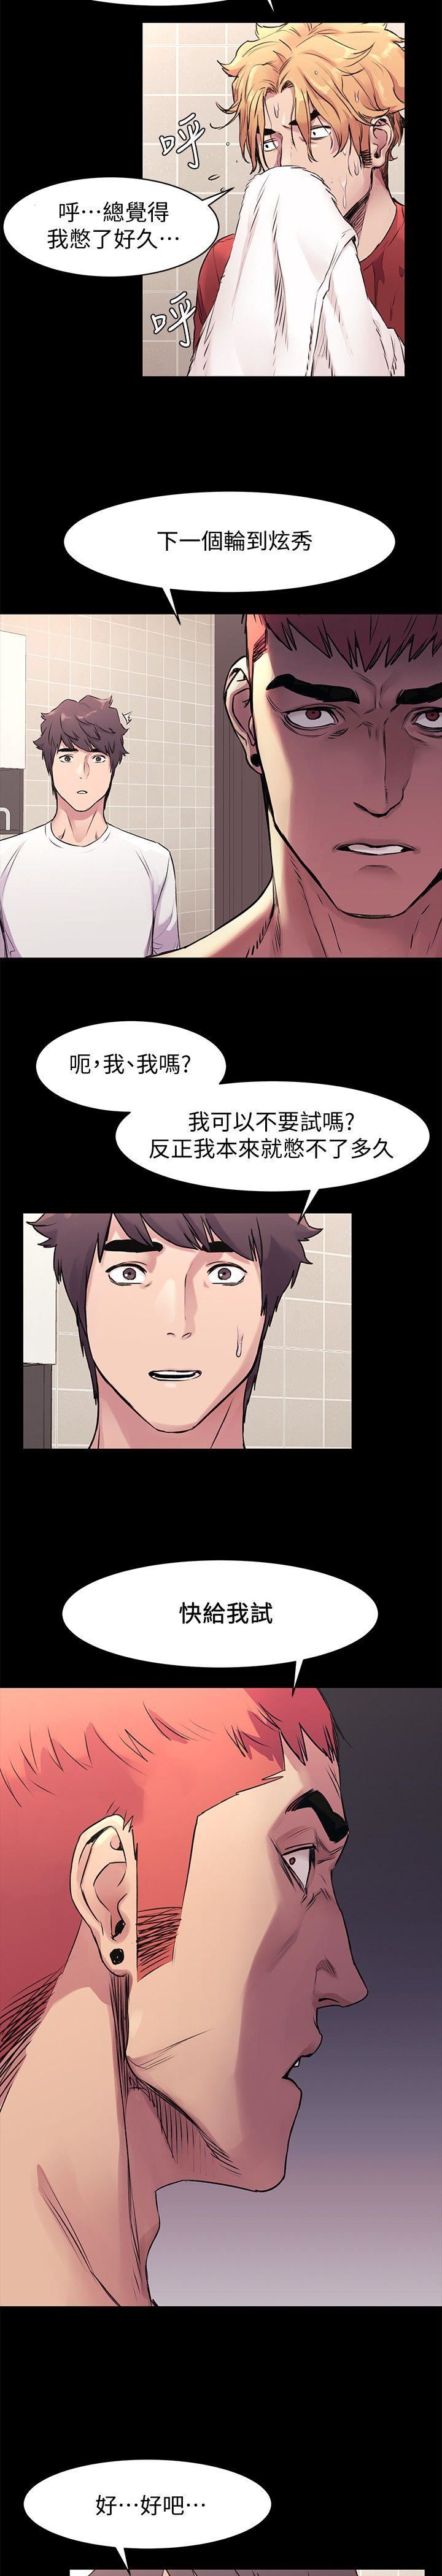 呼
呼⋯總覺得
我憋了好久⋯
呼
下一個輪到炫秀
呃，我、我嗎?
我可以不要試嗎?
反正我本來就憋不了多久
快給我試
好⋯好吧⋯